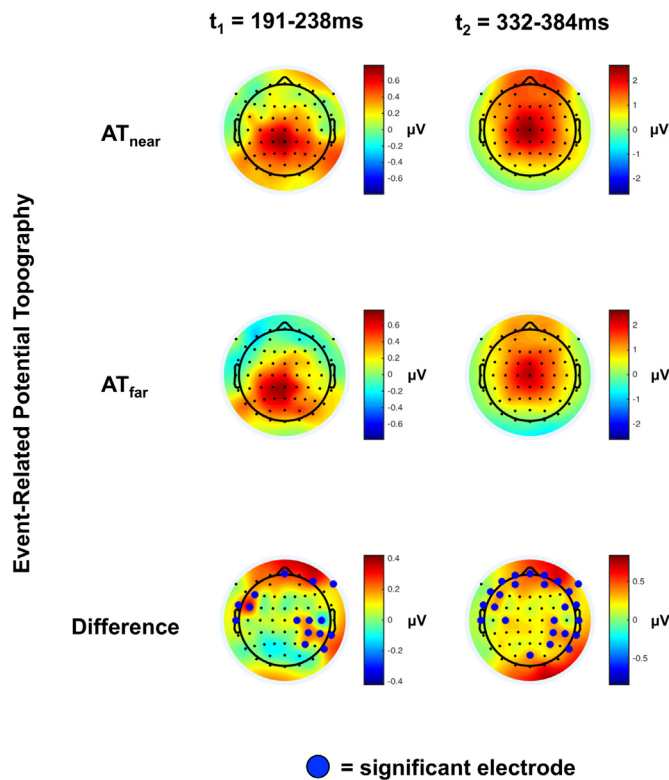 t₁ = 191-238ms
t₂ = 332-384ms
Event-Related Potential Topography
AT_near
0.6
0.4
0.2
0
-0.2
-0.4
-0.6
µV
2
1
0
-1
-2
µV
AT_far
0.6
0.4
0.2
0
-0.2
-0.4
-0.6
µV
2
1
0
-1
-2
µV
Difference
0.4
0.2
0
-0.2
-0.4
µV
0.5
0
-0.5
µV
= significant electrode